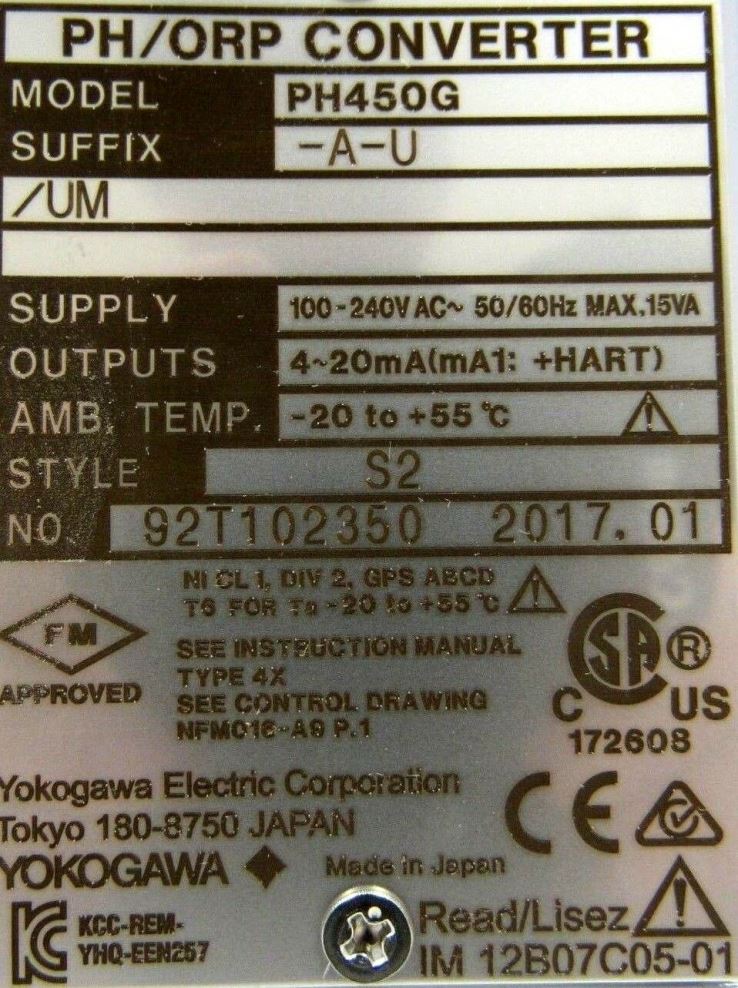 PH/ORP CONVERTER
MODEL PH450G
SUFFIX -A-U
/UM
SUPPLY 100-240V AC~ 50/60Hz MAX.15VA
OUTPUTS 4~20mA(mA1: +HART)
AMB. TEMP. -20 to +55 ℃
STYLE S2
NO 92T102350 2017.01
NI CL 1, DIV 2, GPS ABCD
T6 FOR Ta -20 to +55 ℃
FM
APPROVED
SEE INSTRUCTION MANUAL
TYPE 4X
SEE CONTROL DRAWING
NFM016-A9 P.1
CSA ®
C US
172608
Yokogawa Electric Corporation
Tokyo 180-8750 JAPAN
CE
YOKOGAWA ◆ Made in Japan
KC KCC-REM-
YHQ-EEN257
Read/Lisez
IM 12B07C05-01